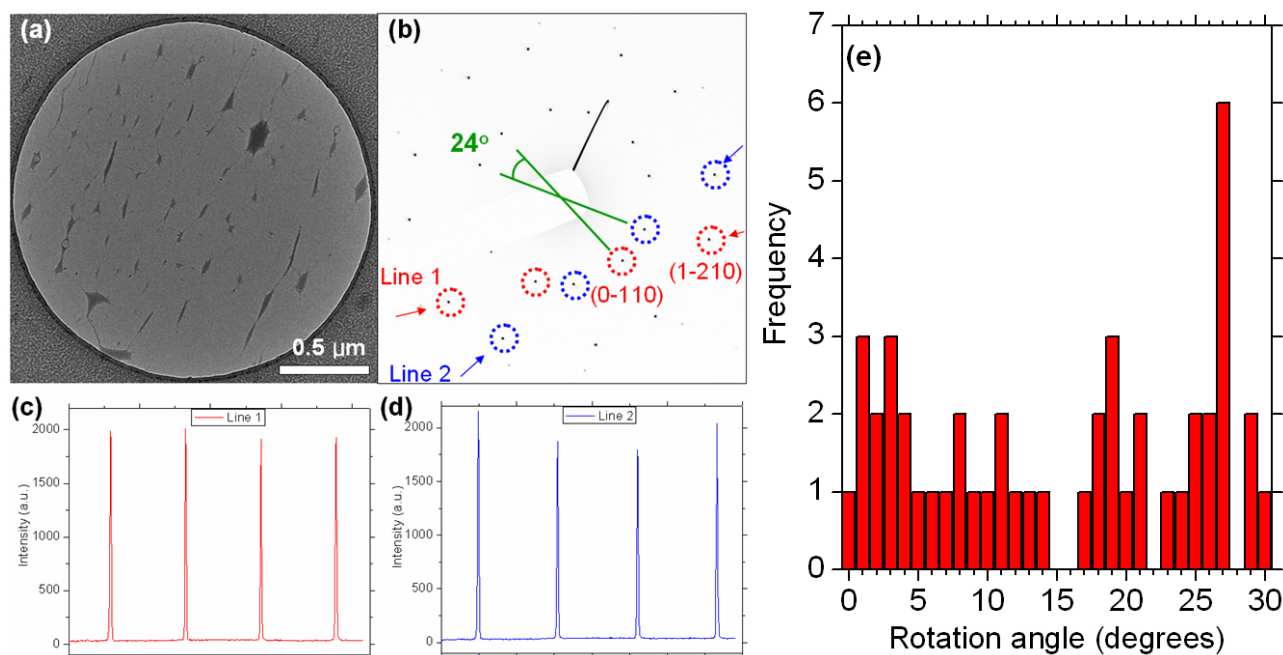 (a)
0.5 µm
(b)
24°
Line 1
(0-110)
(1-210)
Line 2
(c)
Line 1
2000
1500
1000
500
0
Intensity (a.u.)
(d)
Line 2
2000
1500
1000
500
0
Intensity (a.u.)
(e)
7
6
5
4
3
2
1
0
Frequency
0 5 10 15 20 25 30
Rotation angle (degrees)